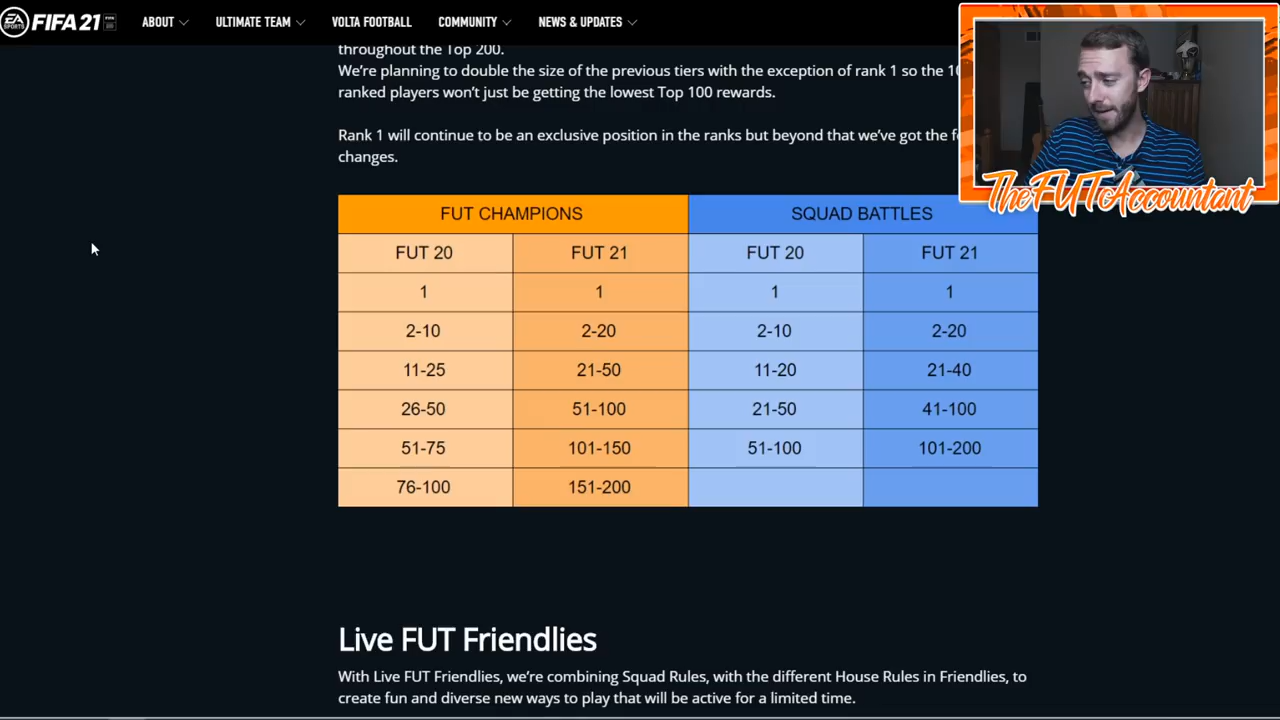 EA SPORTS FIFA 21 ABOUT ULTIMATE TEAM VOLTA FOOTBALL COMMUNITY NEWS & UPDATES
throughout the Top 200.
We're planning to double the size of the previous tiers with the exception of rank 1 so the
ranked players won't just be getting the lowest Top 100 rewards.
Rank 1 will continue to be an exclusive position in the ranks but beyond that we've got the
changes.
TheFUTAccountant
FUT CHAMPIONS SQUAD BATTLES
FUT 20 FUT 21 FUT 20 FUT 21
1 1 1 1
2-10 2-20 2-10 2-20
11-25 21-50 11-20 21-40
26-50 51-100 21-50 41-100
51-75 101-150 51-100 101-200
76-100 151-200
Live FUT Friendlies
With Live FUT Friendlies, we're combining Squad Rules, with the different House Rules in Friendlies, to
create fun and diverse new ways to play that will be active for a limited time.